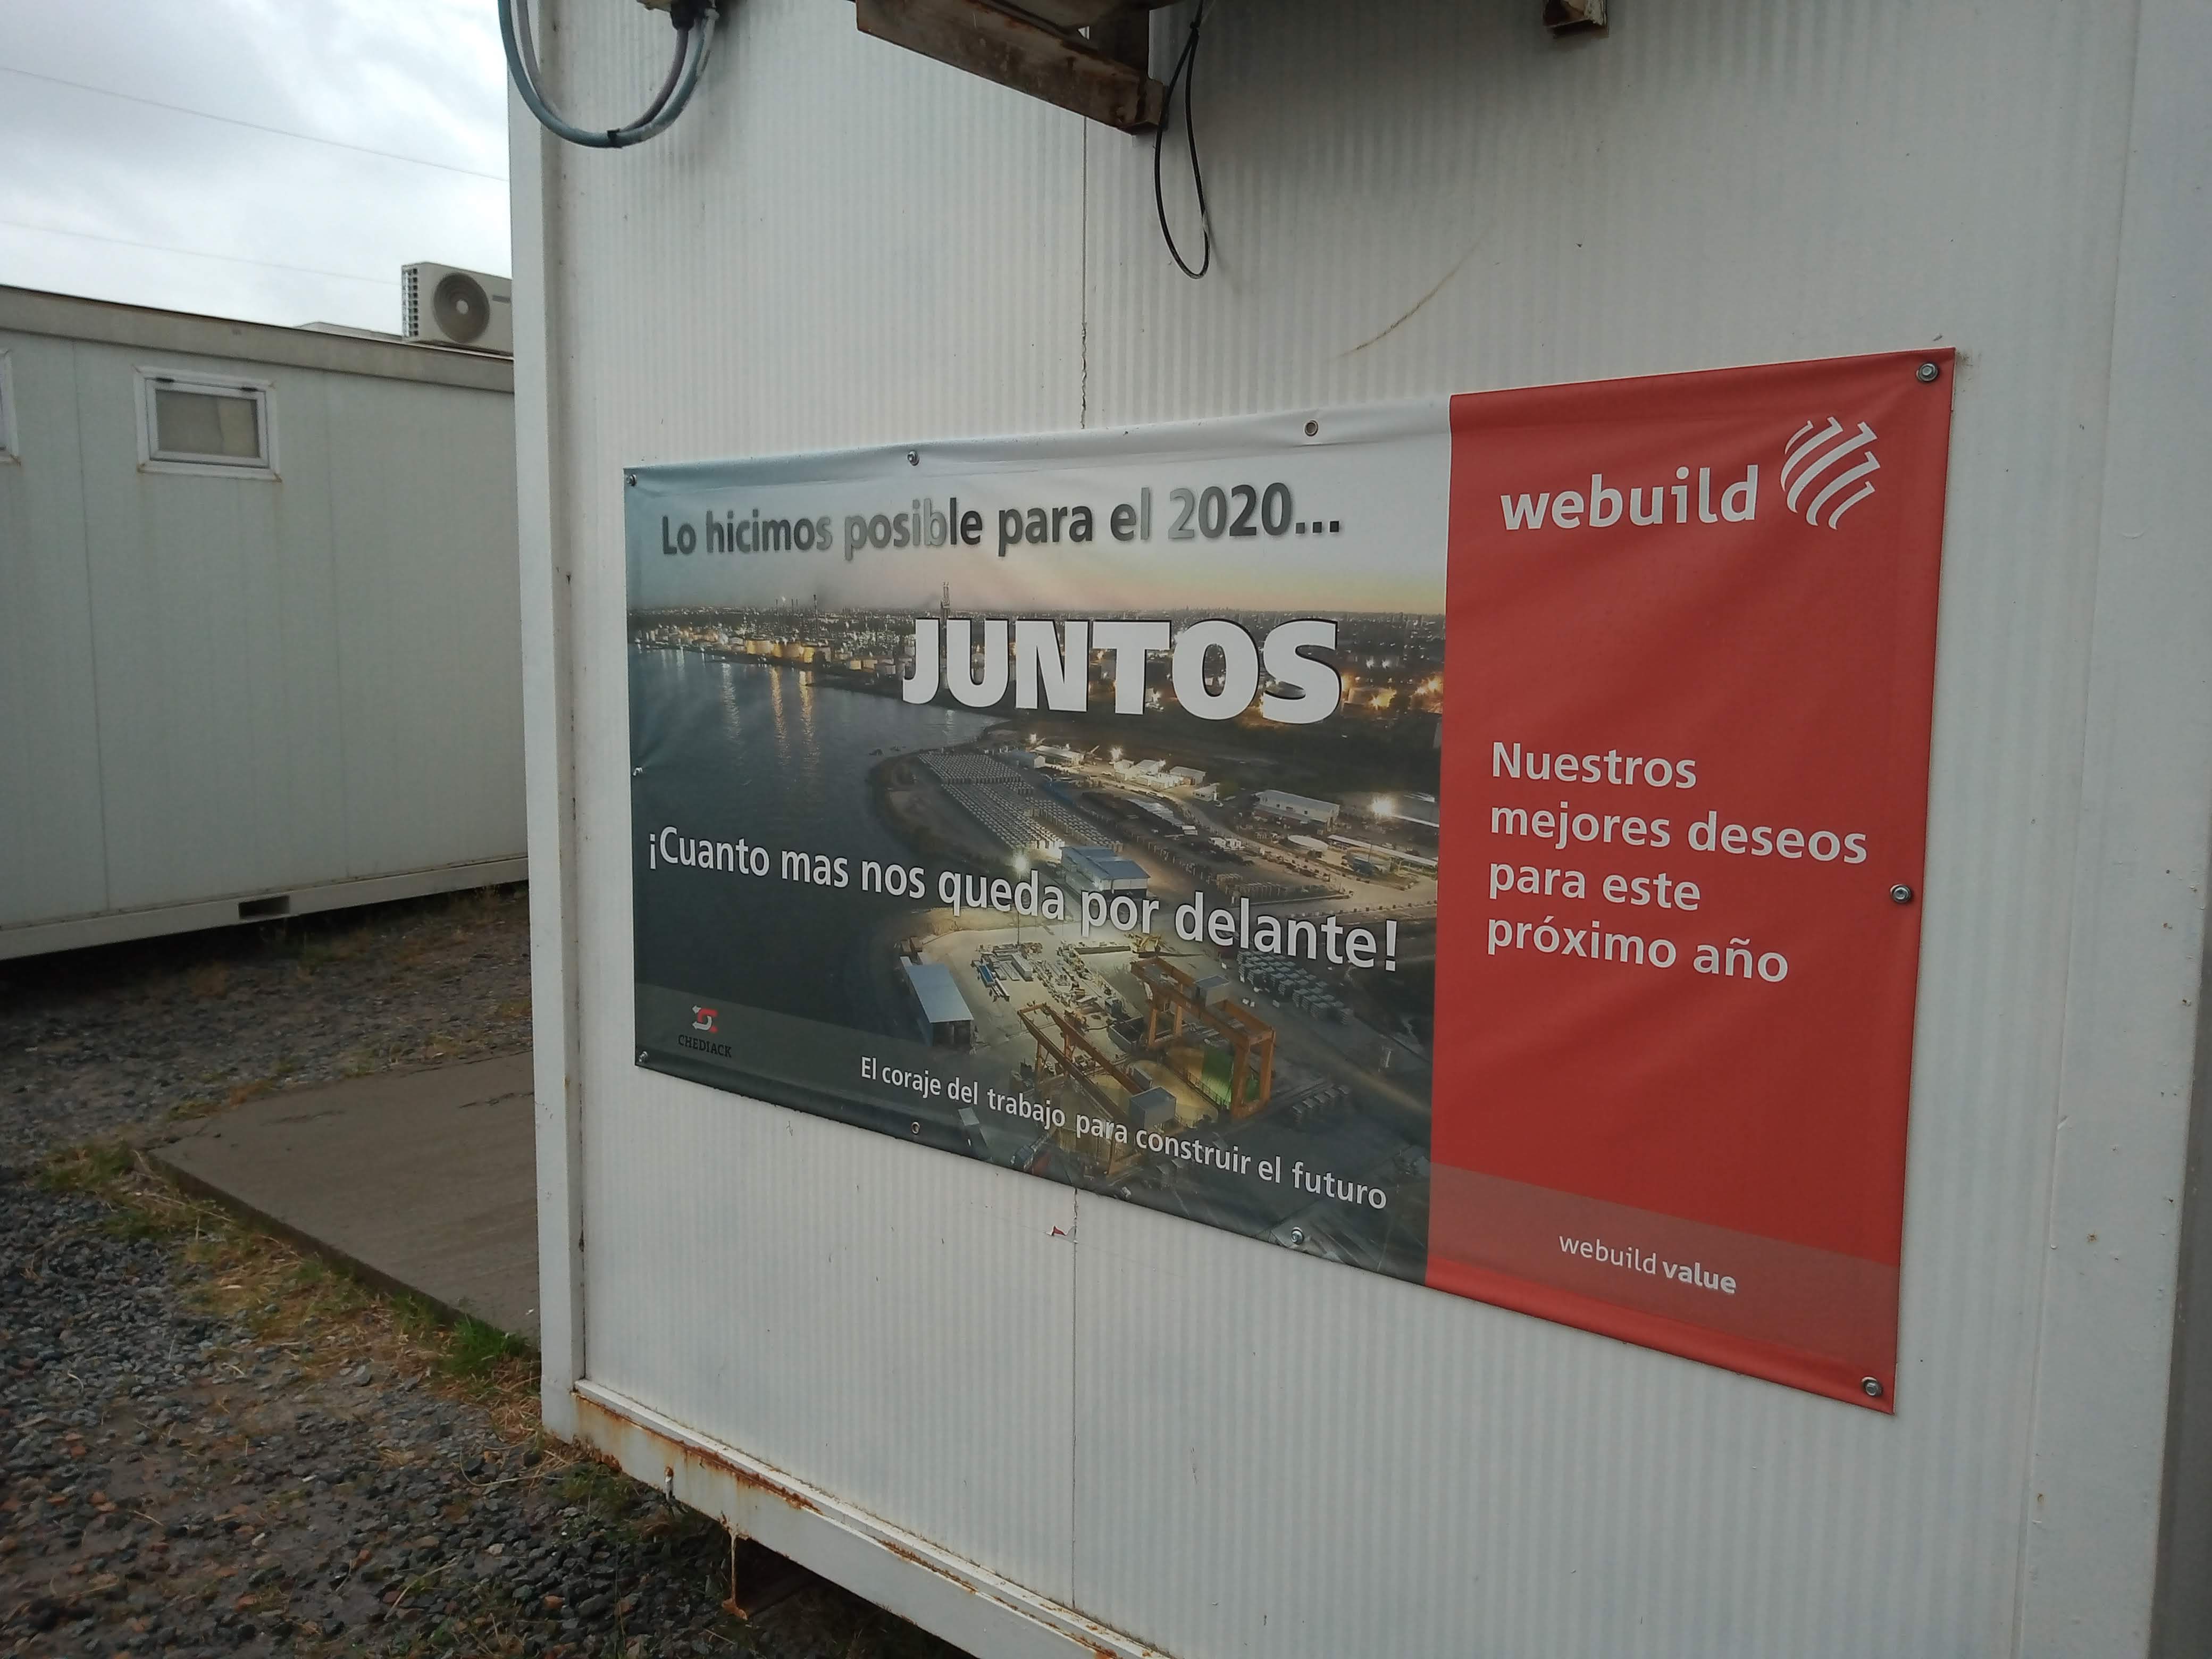 Lo hicimos posible para el 2020...
JUNTOS
¡Cuanto mas nos queda por delante!
CHEDIACK
El coraje del trabajo para construir el futuro
webuild
Nuestros
mejores deseos
para este
próximo año
webuild value